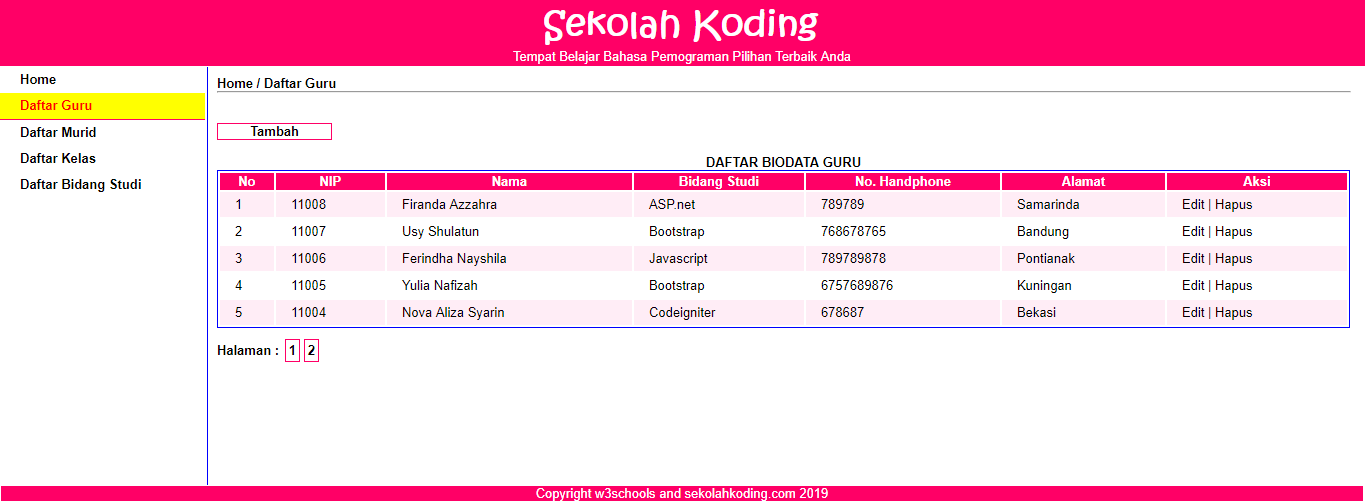 Sekolah Koding
Tempat Belajar Bahasa Pemograman Pilihan Terbaik Anda
Home
Daftar Guru
Daftar Murid
Daftar Kelas
Daftar Bidang Studi
Home / Daftar Guru
Tambah
DAFTAR BIODATA GURU
No NIP Nama Bidang Studi No. Handphone Alamat Aksi
1 11008 Firanda Azzahra ASP.net 789789 Samarinda Edit | Hapus
2 11007 Usy Shulatun Bootstrap 768678765 Bandung Edit | Hapus
3 11006 Ferindha Nayshila Javascript 789789878 Pontianak Edit | Hapus
4 11005 Yulia Nafizah Bootstrap 6757689876 Kuningan Edit | Hapus
5 11004 Nova Aliza Syarin Codeigniter 678687 Bekasi Edit | Hapus
Halaman : 1 2
Copyright w3schools and sekolahkoding.com 2019